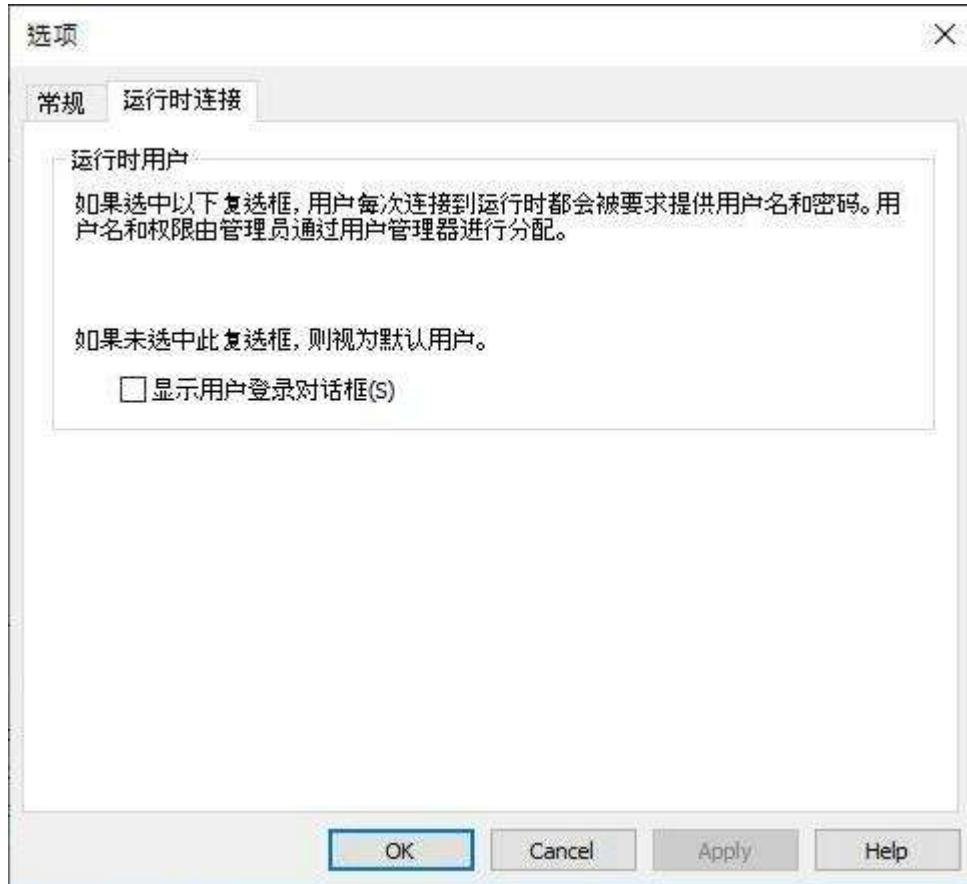 选项
常规
运行时连接
运行时用户
如果选中以下复选框,用户每次连接到运行时都会被要求提供用户名和密码。用
户名和权限由管理员通过用户管理器进行分配。
如果未选中此复选框,则视为默认用户。
显示用户登录对话框(S)
OK
Cancel
Apply
Help